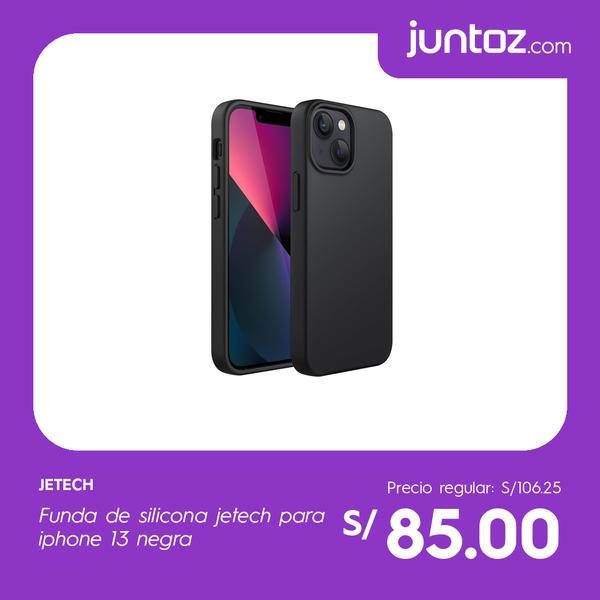 juntoz.com
JETECH
Funda de silicona jetech para
iphone 13 negra
Precio regular: S/106.25
S/85.00